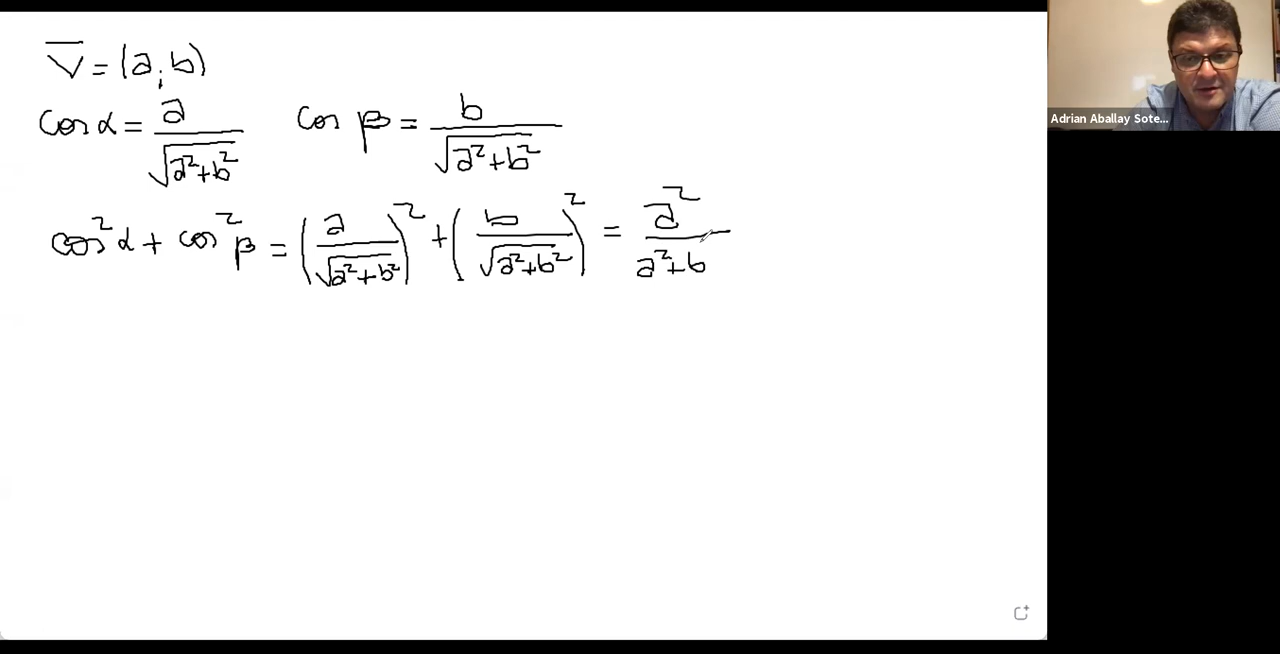 V̅ = (a; b)
cos α = a / √(a²+b²)    cos β = b / √(a²+b²)
cos² α + cos² β = (a / √(a²+b²))² + (b / √(a²+b²))² = a² / a²+b
Adrian Aballay Sote...